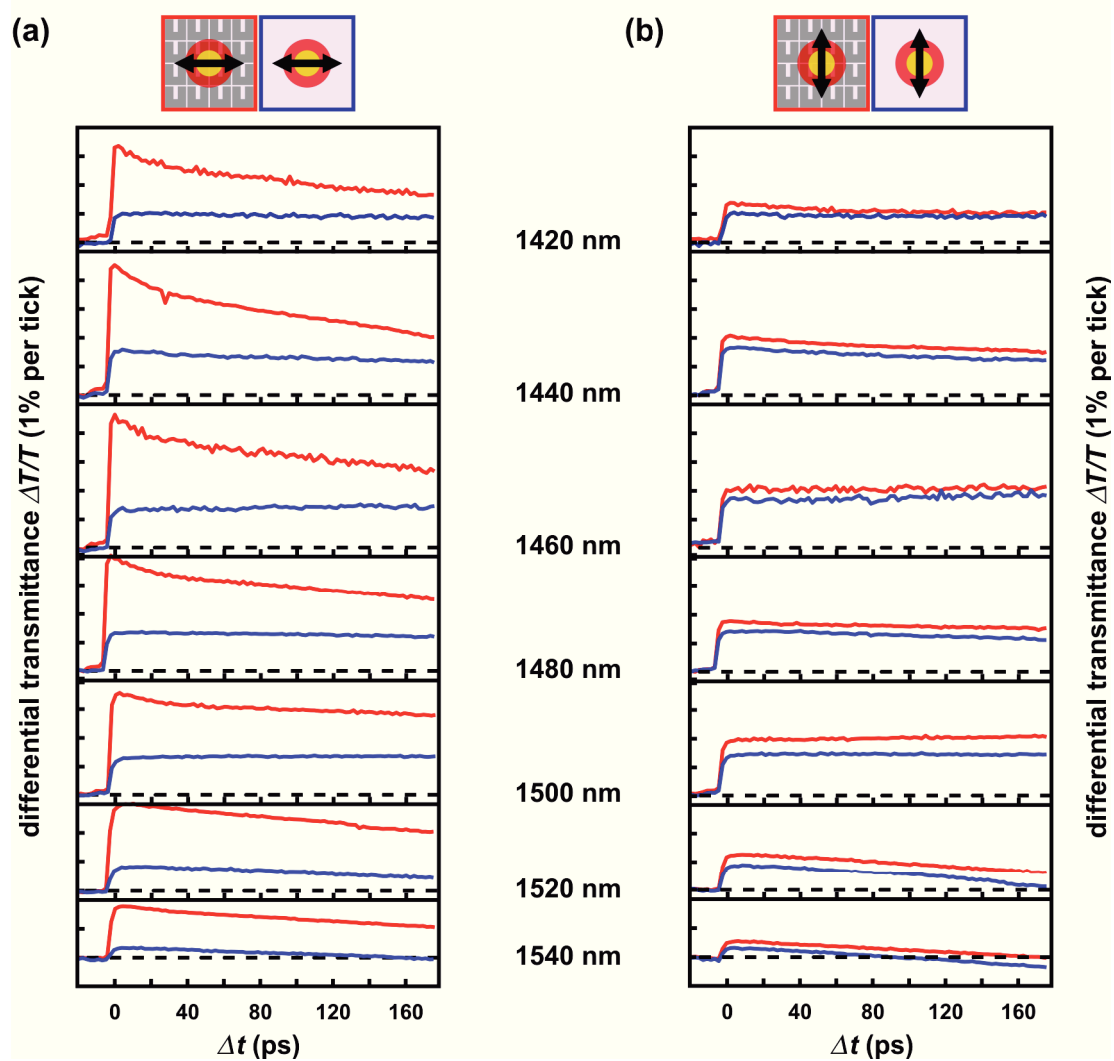 (a)
(b)
differential transmittance ΔT/T (1% per tick)
1420 nm
1440 nm
1460 nm
1480 nm
1500 nm
1520 nm
1540 nm
differential transmittance ΔT/T (1% per tick)
0 40 80 120 160
0 40 80 120 160
Δt (ps)
Δt (ps)